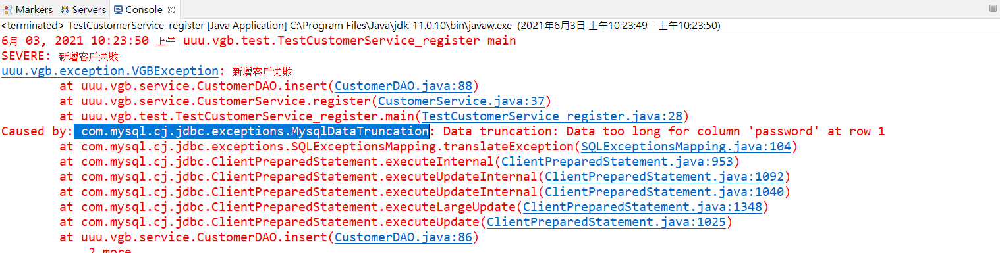 Markers Servers Console
<terminated> TestCustomerService_register [Java Application] C:\Program Files\Java\jdk-11.0.10\bin\javaw.exe (2021年6月3日 上午10:23:49 – 上午10:23:50)
6月 03, 2021 10:23:50 上午 uuu.vgb.test.TestCustomerService_register main
SEVERE: 新增客戶失敗
uuu.vgb.exception.VGBException: 新增客戶失敗
at uuu.vgb.service.CustomerDAO.insert(CustomerDAO.java:88)
at uuu.vgb.service.CustomerService.register(CustomerService.java:37)
at uuu.vgb.test.TestCustomerService_register.main(TestCustomerService_register.java:28)
Caused by: com.mysql.cj.jdbc.exceptions.MysqlDataTruncation: Data truncation: Data too long for column 'password' at row 1
at com.mysql.cj.jdbc.exceptions.SQLExceptionsMapping.translateException(SQLExceptionsMapping.java:104)
at com.mysql.cj.jdbc.ClientPreparedStatement.executeInternal(ClientPreparedStatement.java:953)
at com.mysql.cj.jdbc.ClientPreparedStatement.executeUpdateInternal(ClientPreparedStatement.java:1092)
at com.mysql.cj.jdbc.ClientPreparedStatement.executeUpdateInternal(ClientPreparedStatement.java:1040)
at com.mysql.cj.jdbc.ClientPreparedStatement.executeLargeUpdate(ClientPreparedStatement.java:1348)
at com.mysql.cj.jdbc.ClientPreparedStatement.executeUpdate(ClientPreparedStatement.java:1025)
at uuu.vgb.service.CustomerDAO.insert(CustomerDAO.java:86)
2 more